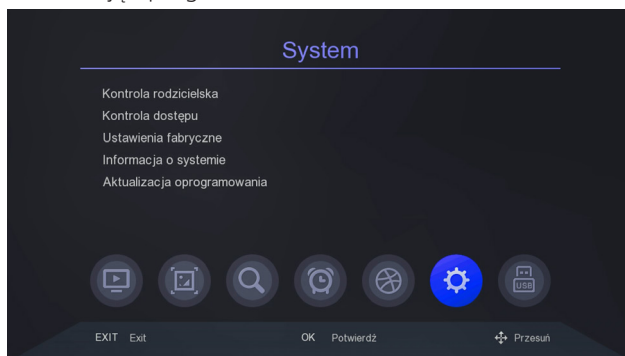 System
Kontrola rodzicielska
Kontrola dostępu
Ustawienia fabryczne
Informacja o systemie
Aktualizacja oprogramowania
USB
EXIT Exit OK Potwierdź Przesuń